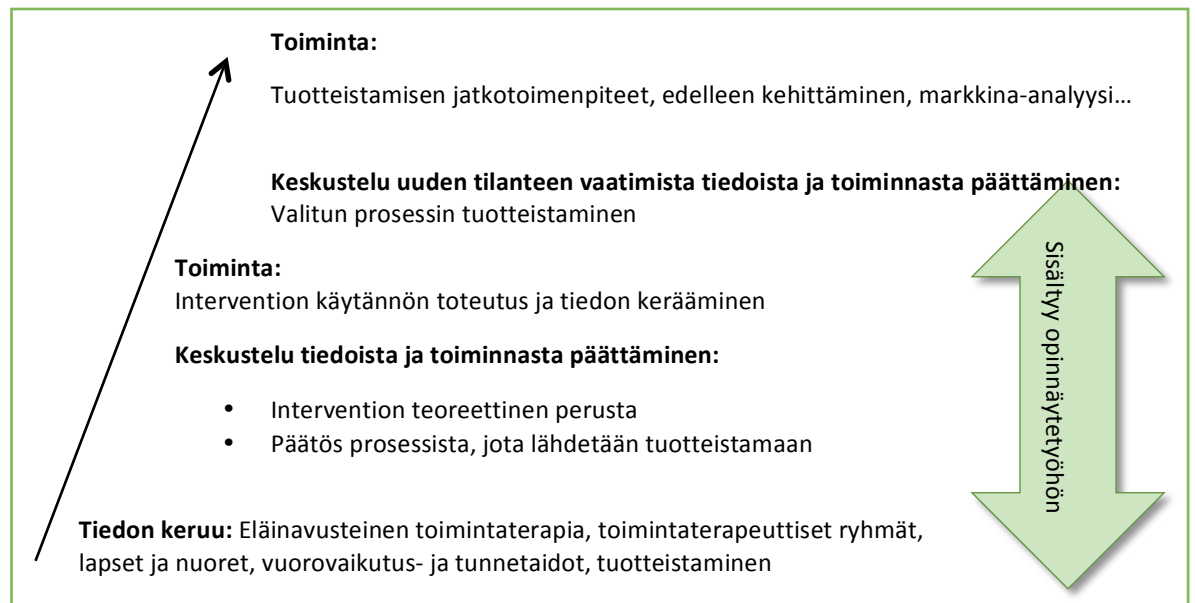 Toiminta:
Tuotteistamisen jatkotoimenpiteet, edelleen kehittäminen, markkina-analyysi…
Keskustelu uuden tilanteen vaatimista tiedoista ja toiminnasta päättäminen:
Valitun prosessin tuotteistaminen
Toiminta:
Intervention käytännön toteutus ja tiedon kerääminen
Keskustelu tiedoista ja toiminnasta päättäminen:
• Intervention teoreettinen perusta
• Päätös prosessista, jota lähdetään tuotteistamaan
Tiedon keruu: Eläinavusteinen toimintaterapia, toimintaterapeuttiset ryhmät,
lapset ja nuoret, vuorovaikutus- ja tunnetaidot, tuotteistaminen
Sisältyy opinnäytetyöhön